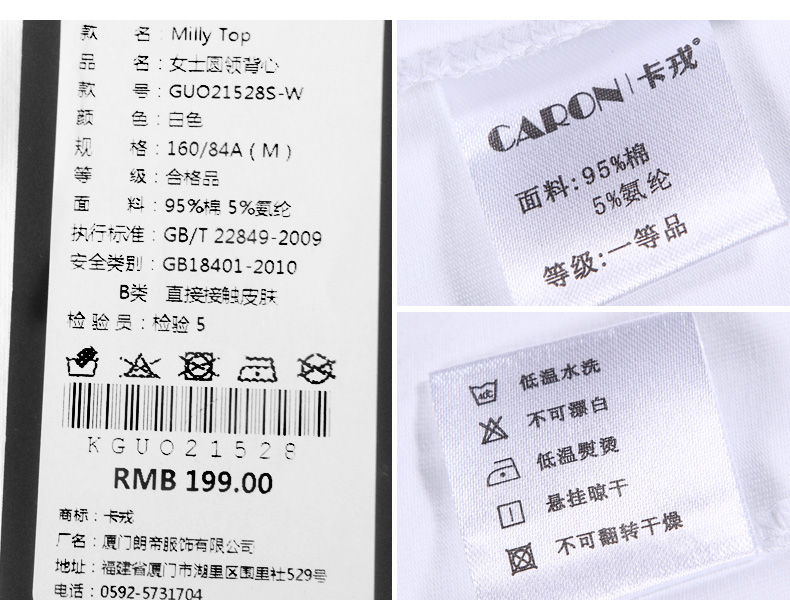 款 名：Milly Top
品 名：女士圆领背心
款 号：GUO21528S-W
颜 色：白色
规 格：160/84A ( M )
等 级：合格品
面 料：95%棉 5%氨纶
执行标准：GB/T 22849-2009
安全类别：GB18401-2010
B类 直接接触皮肤
检 验 员：检验 5
KGUO21528
RMB 199.00
商标：卡戎
厂名：厦门朗帝服饰有限公司
地址：福建省厦门市湖里区围里社529号
电话：0592-5731704
CARON|卡戎
面料:95%棉
5%氨纶
等级:一等品
低温水洗
不可漂白
低温熨烫
悬挂晾干
不可翻转干燥